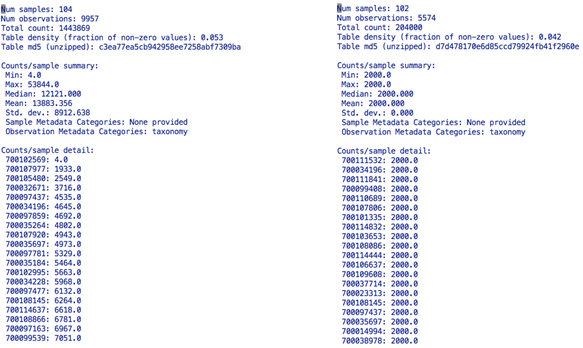 Num samples: 104
Num observations: 9957
Total count: 1443869
Table density (fraction of non-zero values): 0.053
Table md5 (unzipped): c3ea77ea5cb942958ee7258abf7309ba
Counts/sample summary:
Min: 4.0
Max: 53844.0
Median: 12121.000
Mean: 13883.356
Std. dev.: 8912.638
Sample Metadata Categories: None provided
Observation Metadata Categories: taxonomy
Counts/sample detail:
700102569: 4.0
700107977: 1933.0
700105480: 2549.0
700032671: 3716.0
700097437: 4535.0
700034196: 4645.0
700097859: 4692.0
700035264: 4802.0
700107920: 4943.0
700035697: 4973.0
700097781: 5329.0
700035184: 5464.0
700102995: 5663.0
700034228: 5968.0
700097477: 6132.0
700108145: 6264.0
700114637: 6618.0
700108866: 6781.0
700097163: 6967.0
700099539: 7051.0
Num samples: 102
Num observations: 5574
Total count: 204000
Table density (fraction of non-zero values): 0.042
Table md5 (unzipped): d7d478170e6d85ccd79924fb41f2960e
Counts/sample summary:
Min: 2000.0
Max: 2000.0
Median: 2000.000
Mean: 2000.000
Std. dev.: 0.000
Sample Metadata Categories: None provided
Observation Metadata Categories: taxonomy
Counts/sample detail:
700111532: 2000.0
700034196: 2000.0
700111841: 2000.0
700099408: 2000.0
700110689: 2000.0
700107806: 2000.0
700101335: 2000.0
700114832: 2000.0
700103653: 2000.0
700108086: 2000.0
700114444: 2000.0
700106637: 2000.0
700109608: 2000.0
700037714: 2000.0
700023313: 2000.0
700108145: 2000.0
700097437: 2000.0
700035697: 2000.0
700014994: 2000.0
700038978: 2000.0